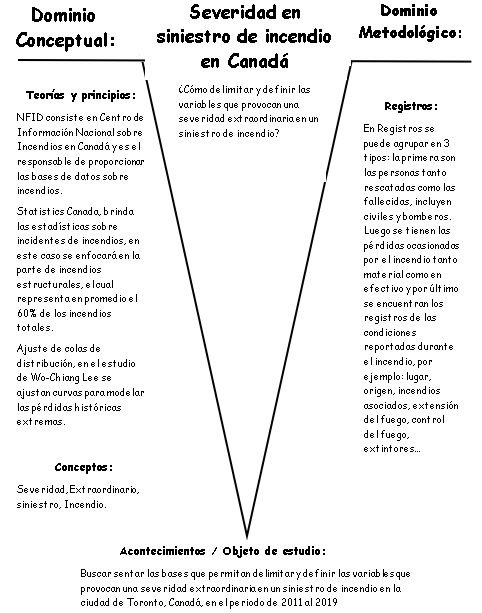 Dominio
Conceptual:
Severidad en
siniestro de incendio
en Canadá
Dominio
Metodológico:
¿Cómo delimitar y definir las
variables que provocan una
severidad extraordinaria en un
siniestro de incendio?
Teorías y principios:
NFID consiste en Centro de
Información Nacional sobre
Incendios en Canadá y es el
responsable de proporcionar
las bases de datos sobre
incendios.
Statistics Canada, brinda
las estadísticas sobre
incidentes de incendios, en
este caso se enfocará en la
parte de incendios
estructurales, el cual
representa en promedio el
60% de los incendios
totales.
Ajuste de colas de
distribución, en el estudio
de Wo-Chiang Lee se
ajustan curvas para modelar
las pérdidas históricas
extremas.
Conceptos:
Severidad, Extraordinario,
siniestro, Incendio.
Registros:
En Registros se
puede agrupar en 3
tipos: la primera son
las personas tanto
rescatadas como las
fallecidas, incluyen
civiles y bomberos.
Luego se tienen las
pérdidas ocasionadas
por el incendio tanto
material como en
efectivo y por último
se encuentran los
registros de las
condiciones
reportadas durante
el incendio, por
ejemplo: lugar,
origen, incendios
asociados, extensión
del fuego, control
del fuego,
extintores...
Acontecimientos / Objeto de estudio:
Buscar sentar las bases que permitan delimitar y definir las variables que
provocan una severidad extraordinaria en un siniestro de incendio en la
ciudad de Toronto, Canadá, en el periodo de 2011 al 2019